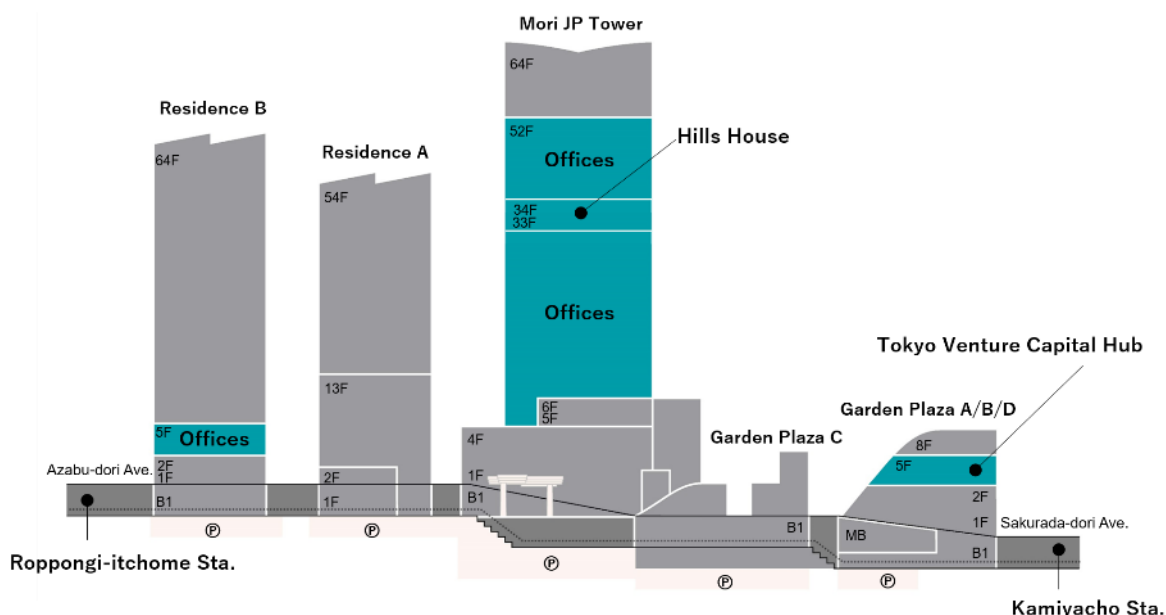 Mori JP Tower
64F
Residence B
52F
Hills House
Offices
Residence A
64F
54F
34F
33F
Offices
Tokyo Venture Capital Hub
13F
6F
5F
Garden Plaza A/B/D
5F
Offices
4F
Garden Plaza C
8F
5F
Azabu-dori Ave.
2F
1F
2F
1F
B1
1F
B1
2F
1F
Sakurada-dori Ave.
B1
MB
B1
P
P
P
P
P
Roppongi-itchome Sta.
Kamiyacho Sta.